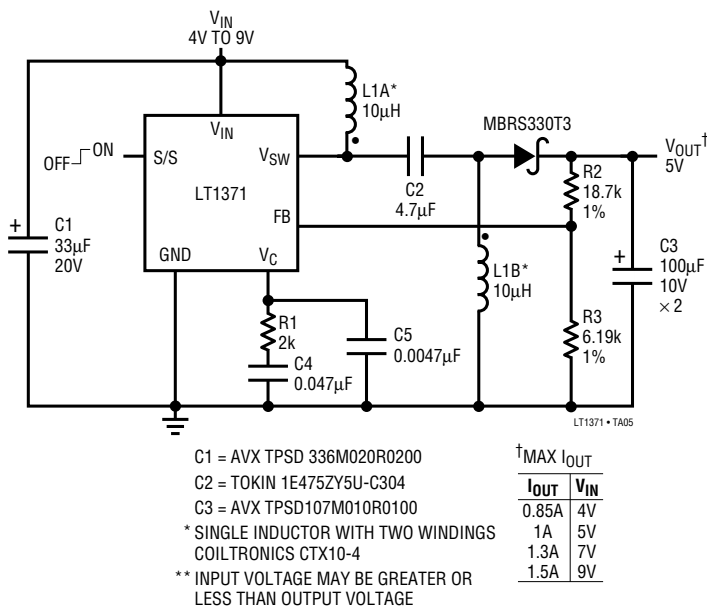 V_IN
4V TO 9V
L1A*
10μH
MBRS330T3
V_IN
OFF ON
S/S
V_SW
V_OUT†
5V
LT1371
C2
4.7μF
R2
18.7k
1%
FB
+
C1
33μF
20V
GND
V_C
L1B*
10μH
+
C3
100μF
10V
× 2
R1
2k
C5
0.0047μF
R3
6.19k
1%
C4
0.047μF
LT1371 • TA05
C1 = AVX TPSD 336M020R0200
C2 = TOKIN 1E475ZY5U-C304
C3 = AVX TPSD107M010R0100
* SINGLE INDUCTOR WITH TWO WINDINGS
COILTRONICS CTX10-4
** INPUT VOLTAGE MAY BE GREATER OR
LESS THAN OUTPUT VOLTAGE
†MAX I_OUT
I_OUT V_IN
0.85A 4V
1A 5V
1.3A 7V
1.5A 9V